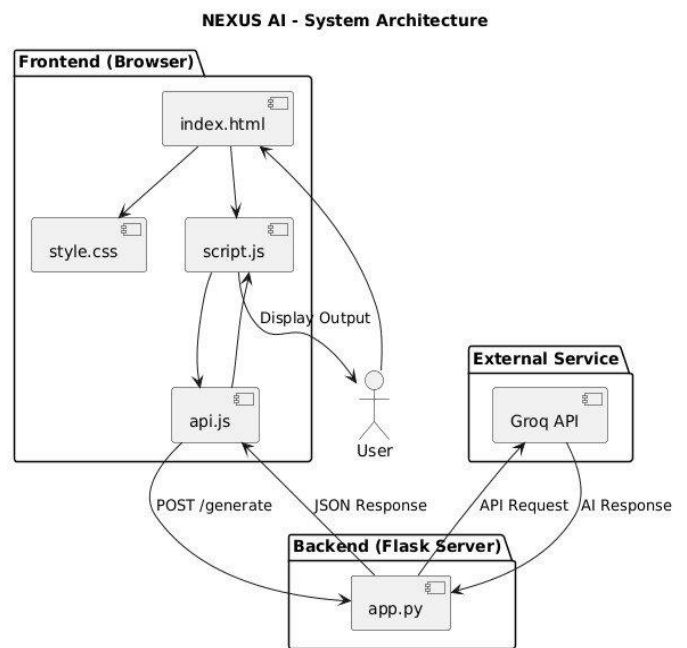 NEXUS AI - System Architecture
Frontend (Browser)
index.html
style.css
script.js
Display Output
External Service
api.js
Groq API
User
POST /generate
JSON Response
API Request
AI Response
Backend (Flask Server)
app.py